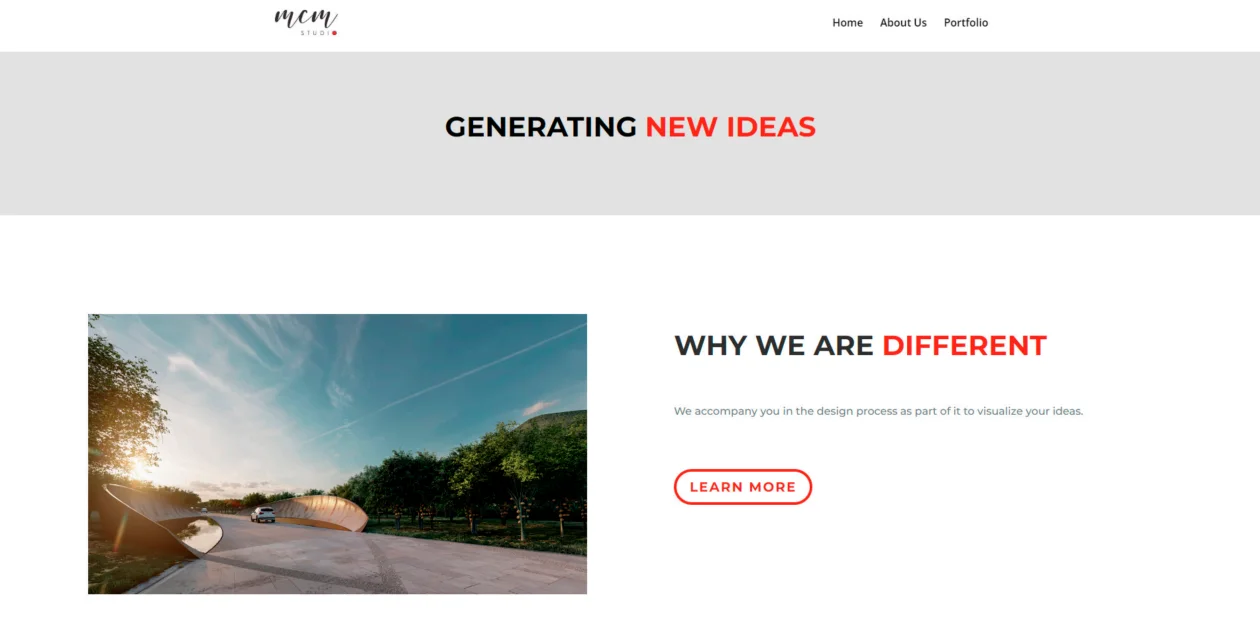 mcm
STUDIO
Home About Us Portfolio
GENERATING NEW IDEAS
WHY WE ARE DIFFERENT
We accompany you in the design process as part of it to visualize your ideas.
LEARN MORE